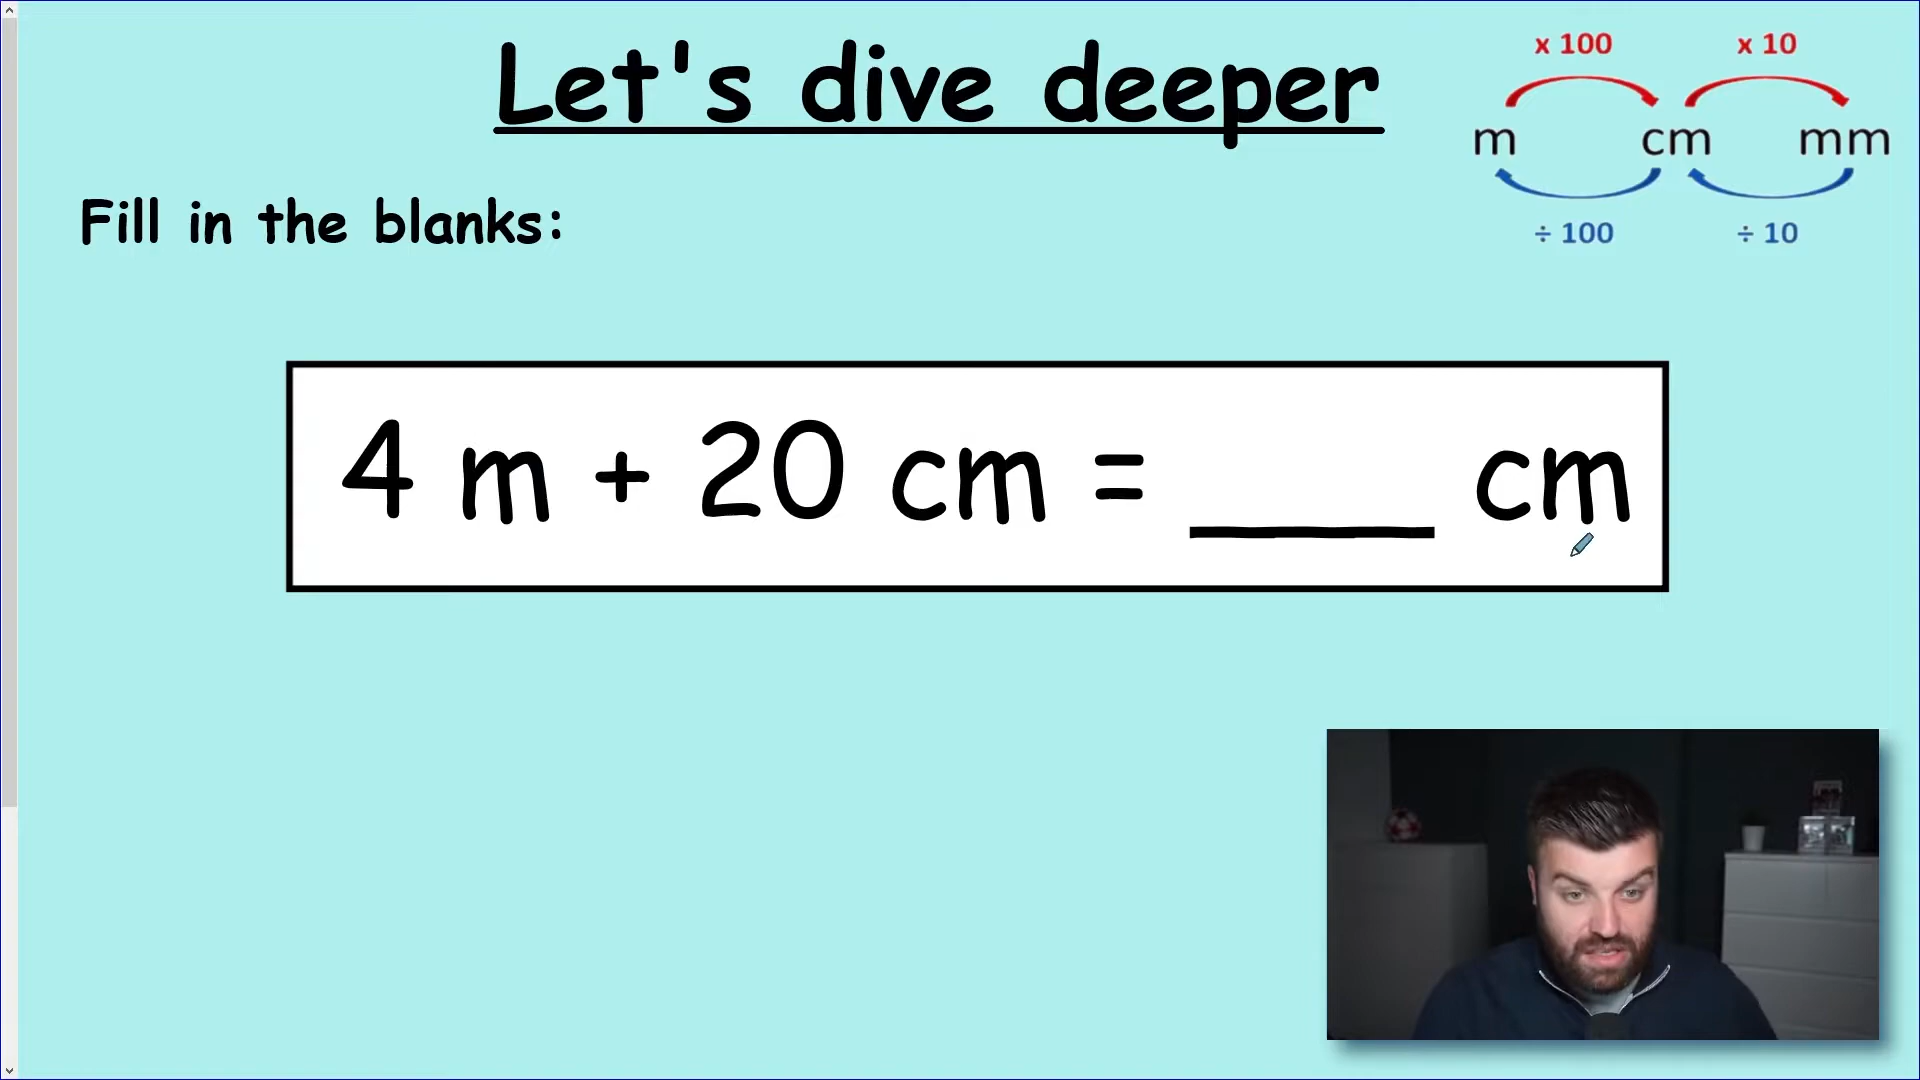 Let's dive deeper
x 100 x 10
m cm mm
÷ 100 ÷ 10
Fill in the blanks:
4 m + 20 cm = ____ cm